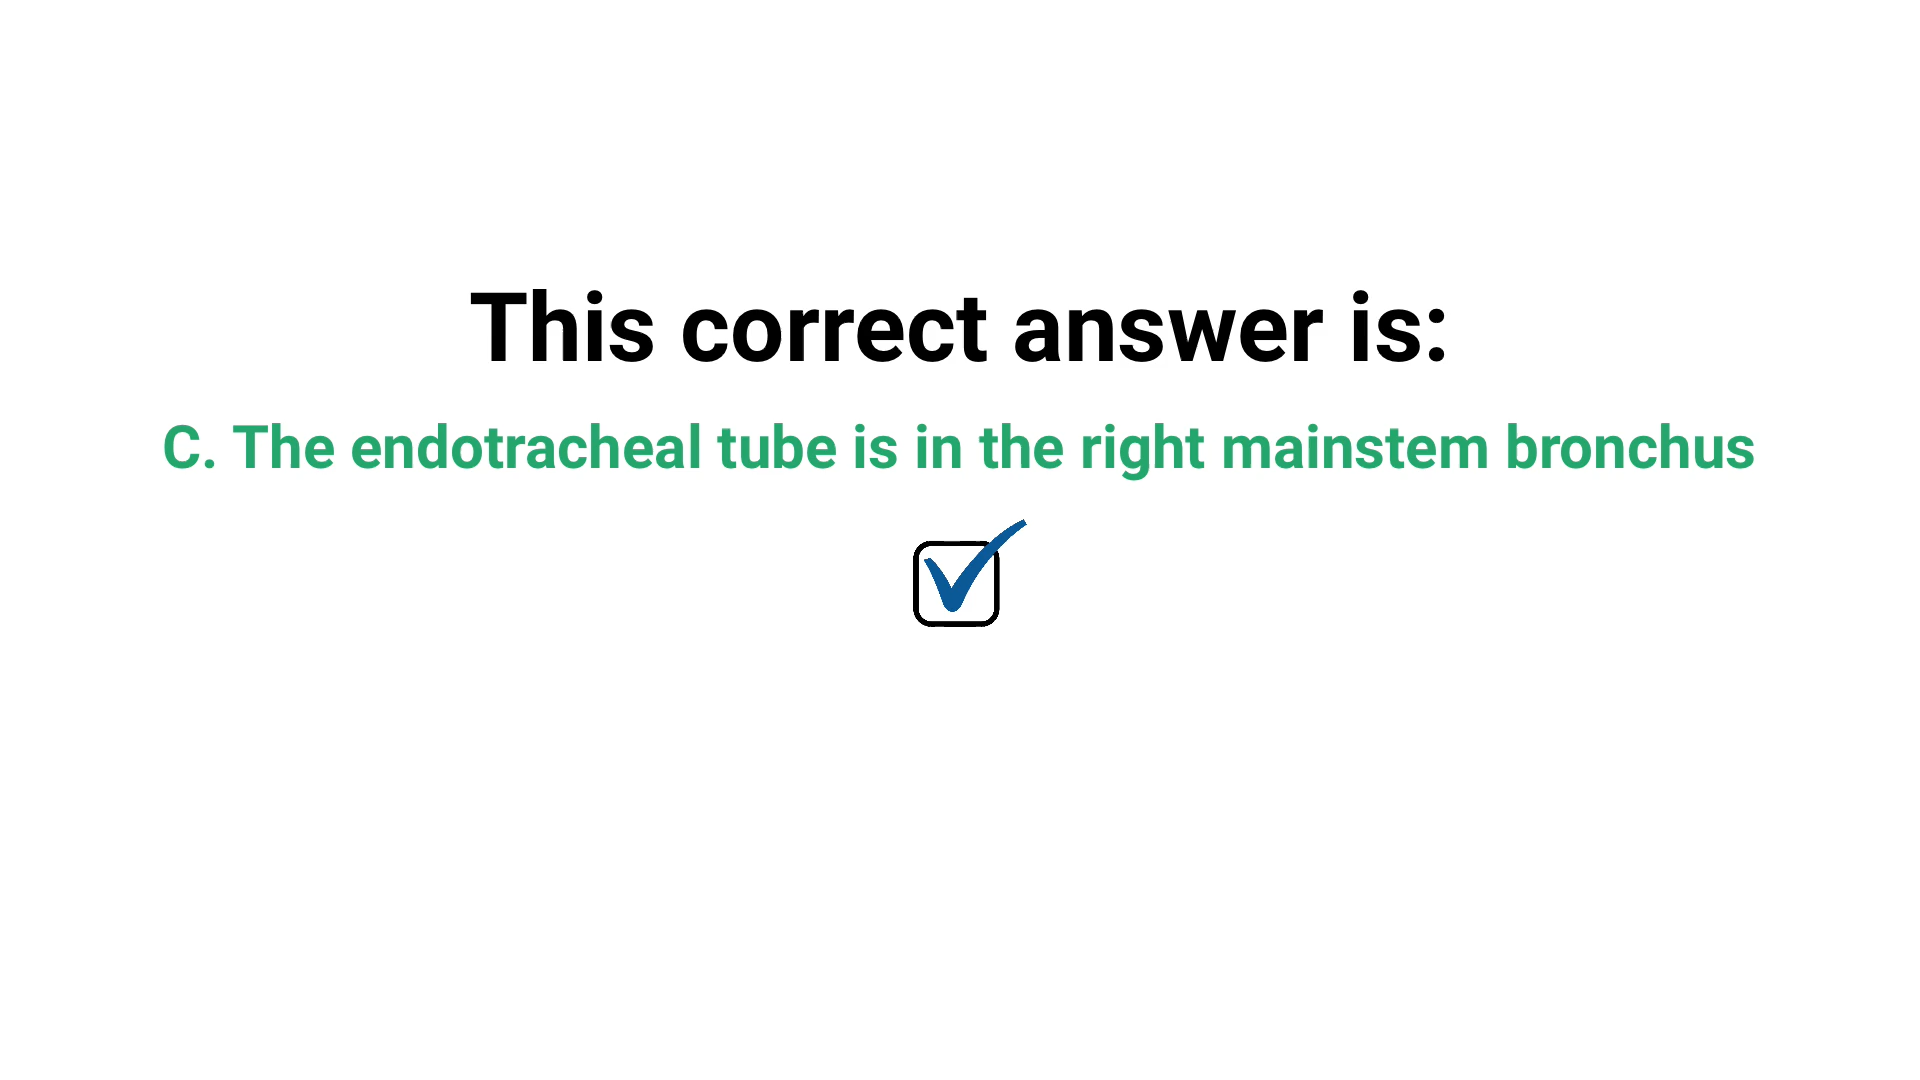 This correct answer is:
C. The endotracheal tube is in the right mainstem bronchus